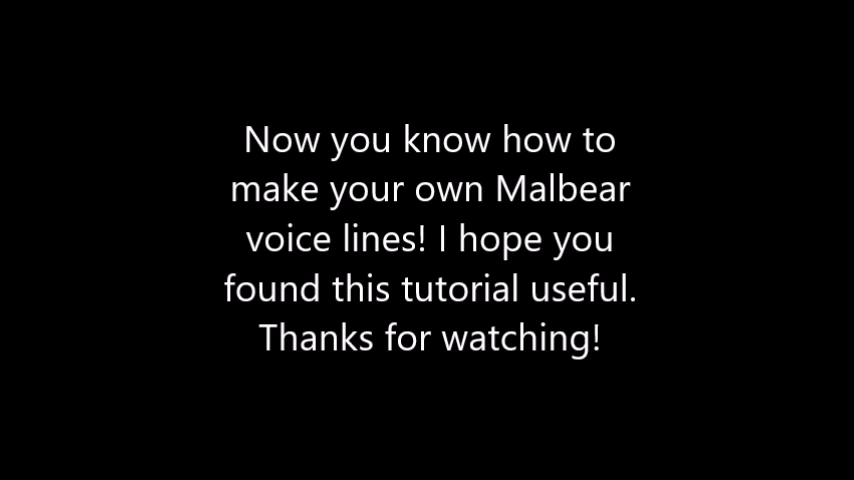 Now you know how to
make your own Malbear
voice lines! I hope you
found this tutorial useful.
Thanks for watching!